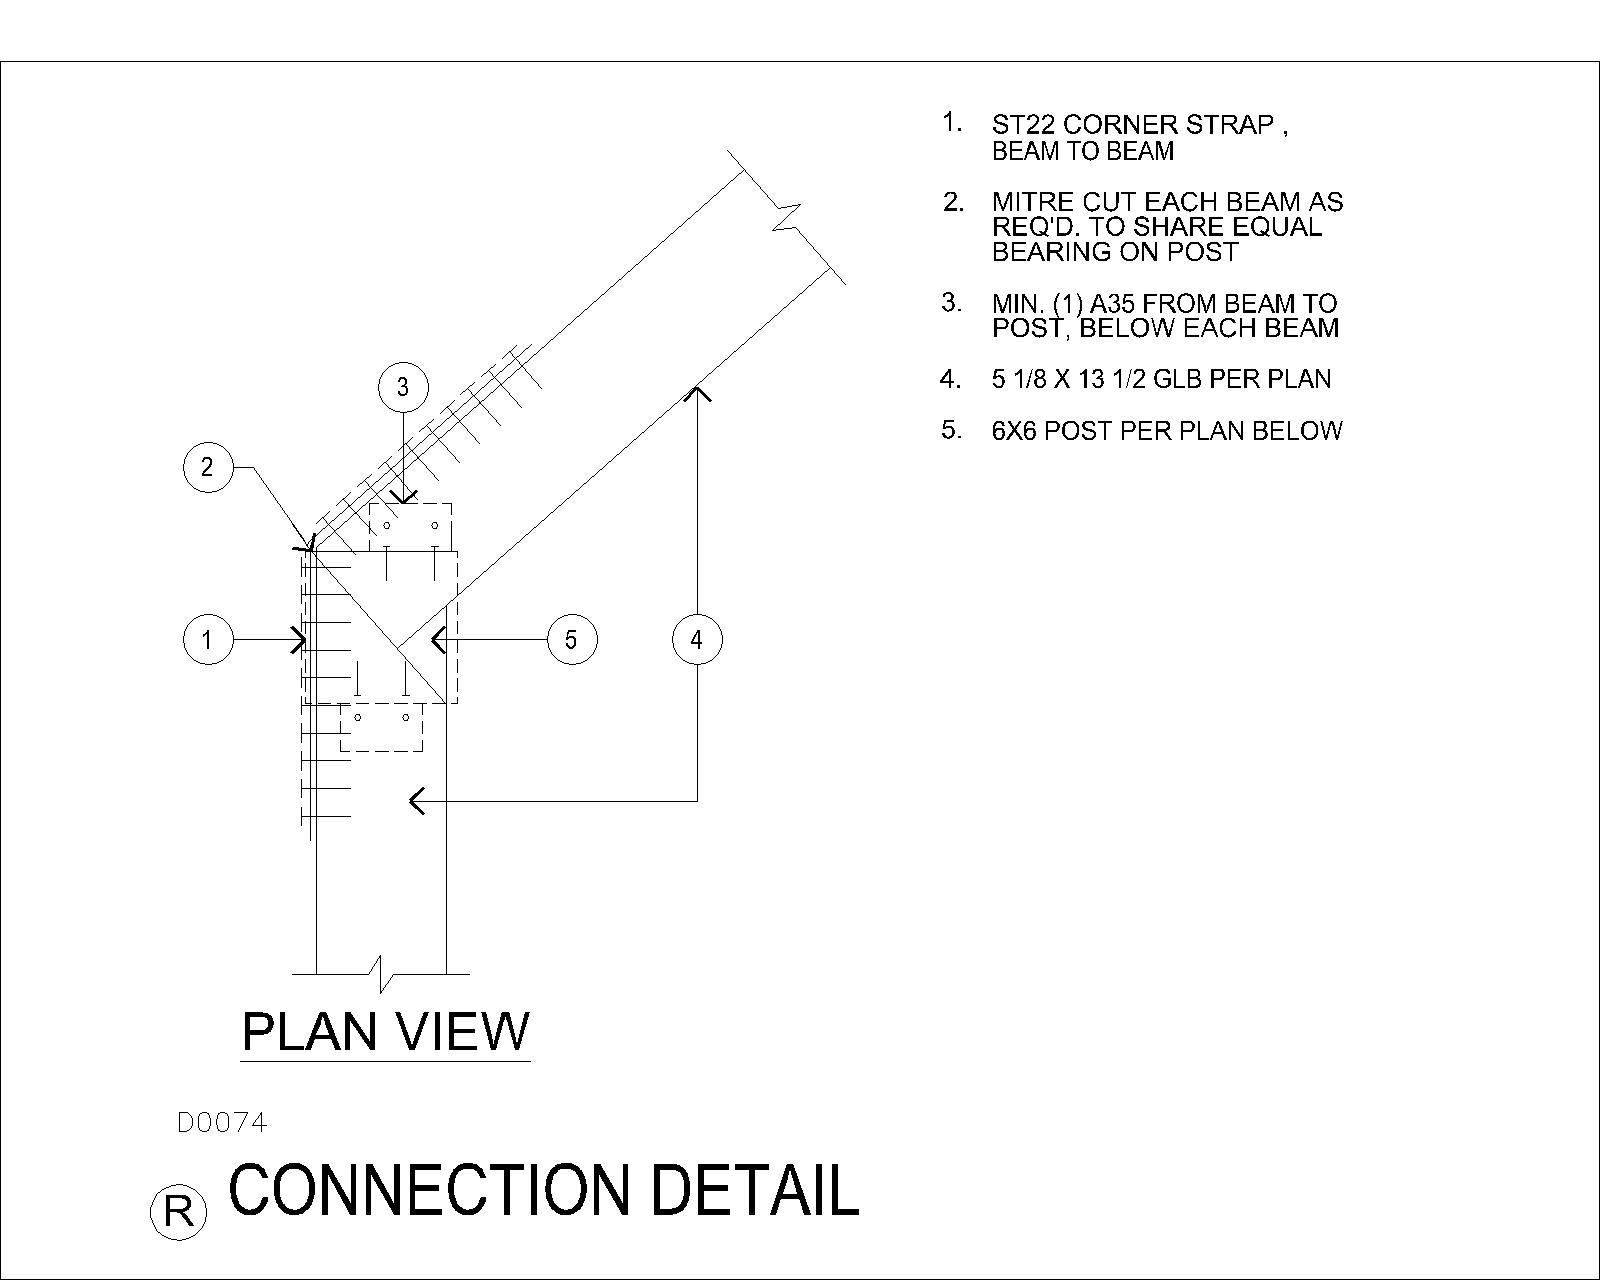 1. ST22 CORNER STRAP ,
BEAM TO BEAM
2. MITRE CUT EACH BEAM AS
REQ'D. TO SHARE EQUAL
BEARING ON POST
3. MIN. (1) A35 FROM BEAM TO
POST, BELOW EACH BEAM
4. 5 1/8 X 13 1/2 GLB PER PLAN
5. 6X6 POST PER PLAN BELOW
3
2
1
5
4
PLAN VIEW
D0074
R CONNECTION DETAIL